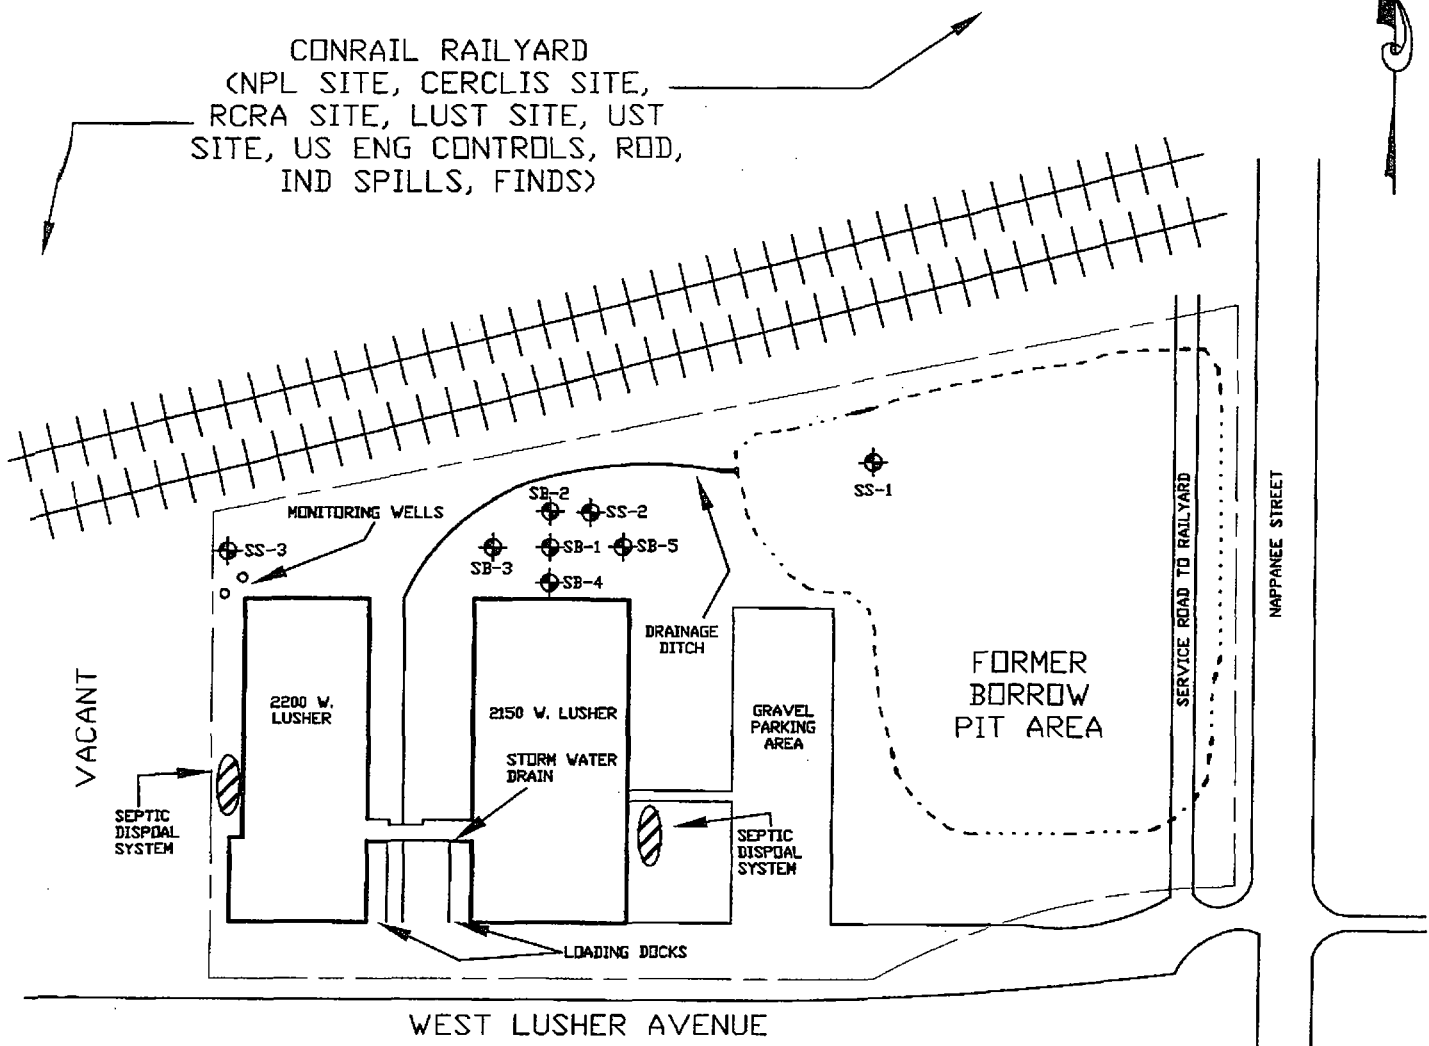 CONRAIL RAILYARD
(NPL SITE, CERCLIS SITE,
RCRA SITE, LUST SITE, UST
SITE, US ENG CONTROLS, ROD,
IND SPILLS, FINDS)
SB-2
SS-1
MONITORING WELLS
SS-2
SS-3
SB-1
SB-5
SB-3
SB-4
DRAINAGE
DITCH
SERVICE ROAD TO RAILYARD
NAPPANEE STREET
FORMER
BORROW
PIT AREA
VACANT
2200 W.
LUSHER
2150 W. LUSHER
GRAVEL
PARKING
AREA
STORM WATER
DRAIN
SEPTIC
DISPOAL
SYSTEM
SEPTIC
DISPOAL
SYSTEM
LOADING DOCKS
WEST LUSHER AVENUE